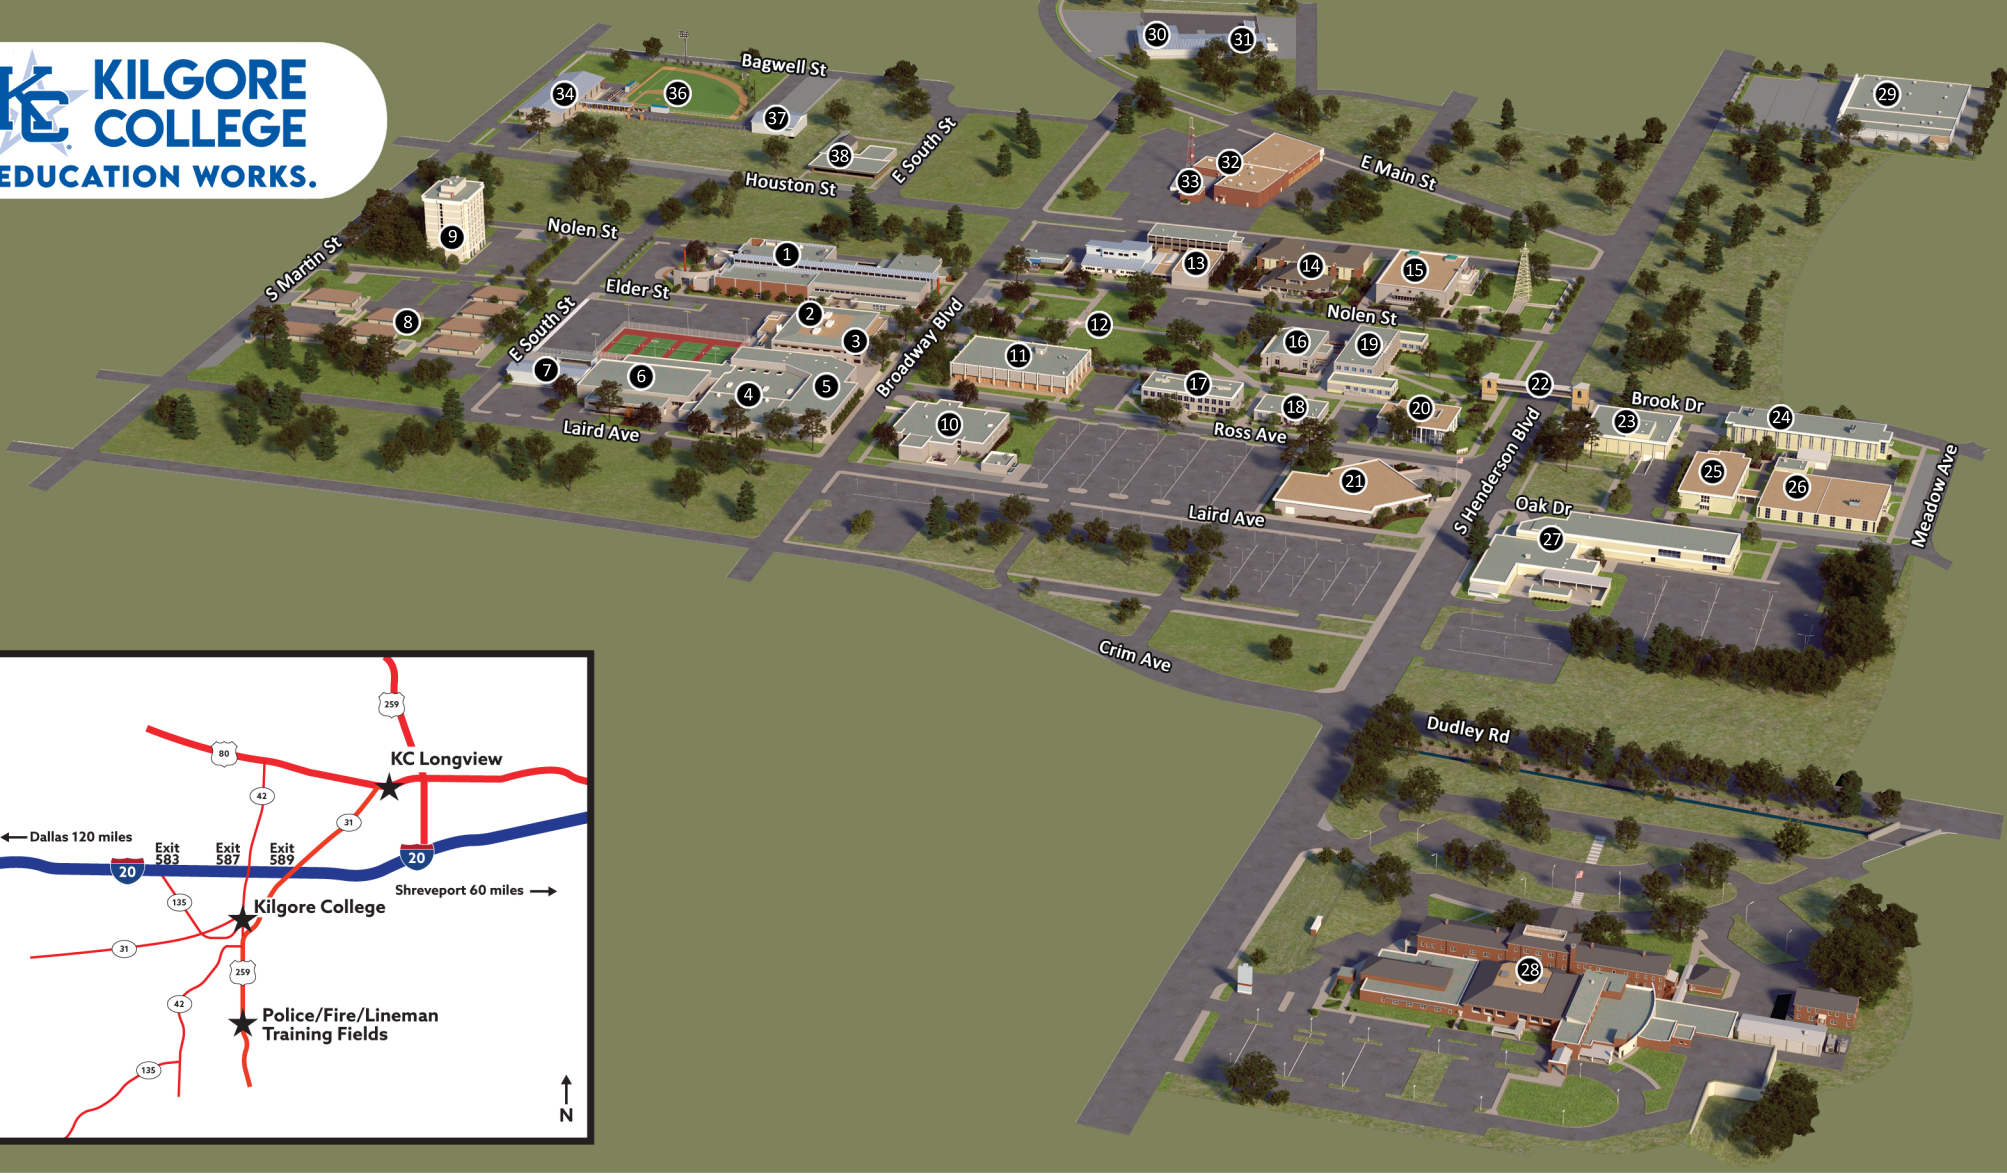 KC
KILGORE
COLLEGE
EDUCATION WORKS.
Bagwell St
30
31
29
34
36
37
38
E South St
Houston St
32
33
E Main St
9
Nolen St
S Martin St
1
13
14
15
Elder St
8
E South St
2
3
Broadway Blvd
12
Nolen St
7
6
4
5
11
16
19
17
18
20
22
Brook Dr
23
24
10
Laird Ave
Ross Ave
21
S Henderson Blvd
25
26
Meadow Ave
Laird Ave
Oak Dr
27
Crim Ave
Dudley Rd
28
259
80
KC Longview
42
31
Dallas 120 miles
Exit
583
Exit
587
Exit
589
20
20
Shreveport 60 miles
135
Kilgore College
31
259
42
Police/Fire/Lineman
Training Fields
135
N